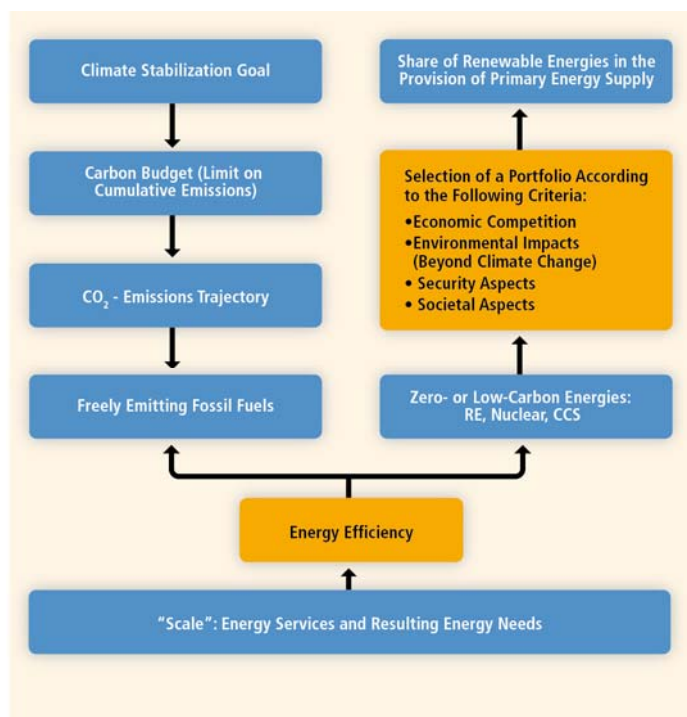 Climate Stabilization Goal
Carbon Budget (Limit on
Cumulative Emissions)
CO₂ - Emissions Trajectory
Freely Emitting Fossil Fuels
Share of Renewable Energies in the
Provision of Primary Energy Supply
Selection of a Portfolio According
to the Following Criteria:
•Economic Competition
•Environmental Impacts
(Beyond Climate Change)
• Security Aspects
• Societal Aspects
Zero- or Low-Carbon Energies:
RE, Nuclear, CCS
Energy Efficiency
“Scale”: Energy Services and Resulting Energy Needs